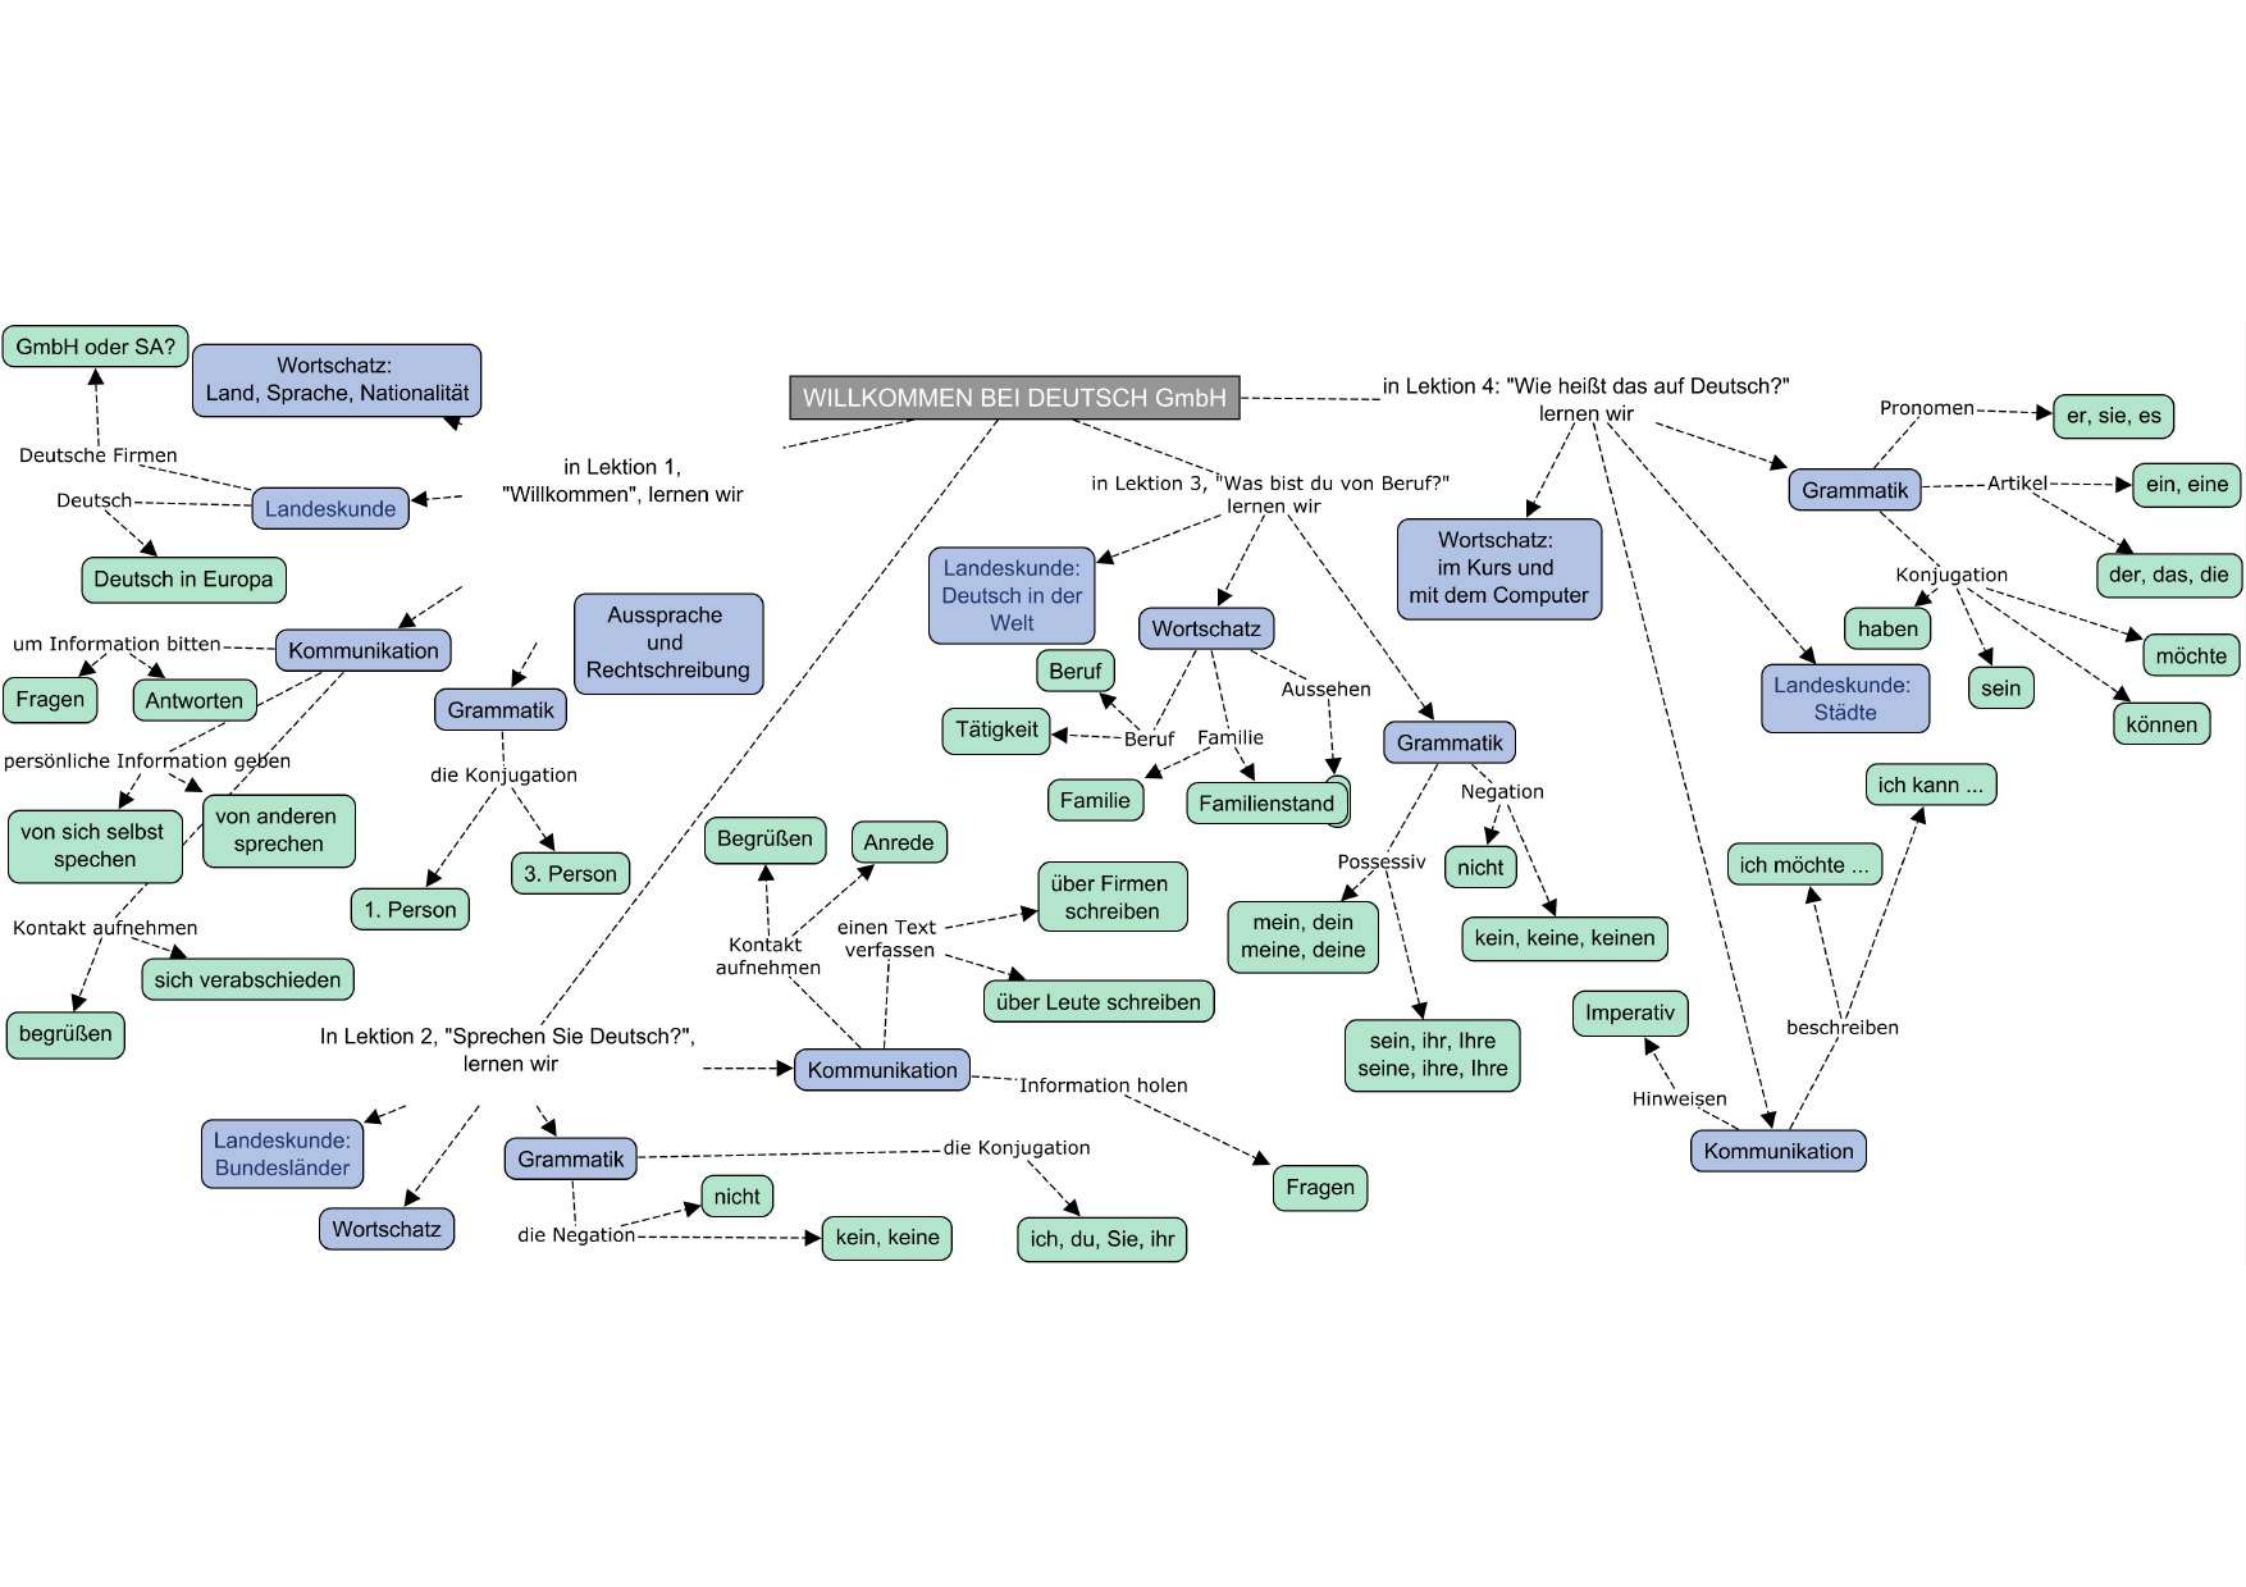 WILLKOMMEN BEI DEUTSCH GmbH
GmbH oder SA?
Wortschatz:
Land, Sprache, Nationalität
Deutsche Firmen
Deutsch
Landeskunde
in Lektion 1,
"Willkommen", lernen wir
Deutsch in Europa
um Information bitten
Kommunikation
Fragen
Antworten
Aussprache
und
Rechtschreibung
Grammatik
persönliche Information geben
die Konjugation
von sich selbst
spechen
von anderen
sprechen
3. Person
1. Person
Kontakt aufnehmen
sich verabschieden
begrüßen
In Lektion 2, "Sprechen Sie Deutsch?",
lernen wir
Landeskunde:
Bundesländer
Wortschatz
Grammatik
die Negation
nicht
kein, keine
die Konjugation
ich, du, Sie, ihr
Kommunikation
Kontakt
aufnehmen
Begrüßen
Anrede
einen Text
verfassen
über Firmen
schreiben
über Leute schreiben
Information holen
Fragen
in Lektion 3, "Was bist du von Beruf?"
lernen wir
Landeskunde:
Deutsch in der
Welt
Wortschatz
Beruf
Tätigkeit
Beruf
Familie
Aussehen
Familie
Familienstand
Grammatik
Negation
nicht
kein, keine, keinen
Possessiv
mein, dein
meine, deine
sein, ihr, Ihre
seine, ihre, Ihre
in Lektion 4: "Wie heißt das auf Deutsch?"
lernen wir
Wortschatz:
im Kurs und
mit dem Computer
Landeskunde:
Städte
Grammatik
Pronomen
er, sie, es
Artikel
ein, eine
der, das, die
Konjugation
haben
sein
möchte
können
Kommunikation
Hinweisen
Imperativ
beschreiben
ich möchte ...
ich kann ...